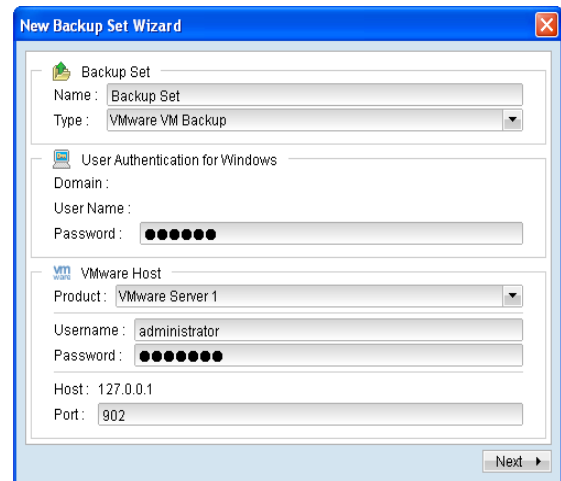 New Backup Set Wizard
Backup Set
Name : Backup Set
Type : VMware VM Backup
User Authentication for Windows
Domain :
User Name :
Password : ●●●●●●
vm ware VMware Host
Product : VMware Server 1
Username : administrator
Password : ●●●●●●●
Host : 127.0.0.1
Port : 902
Next